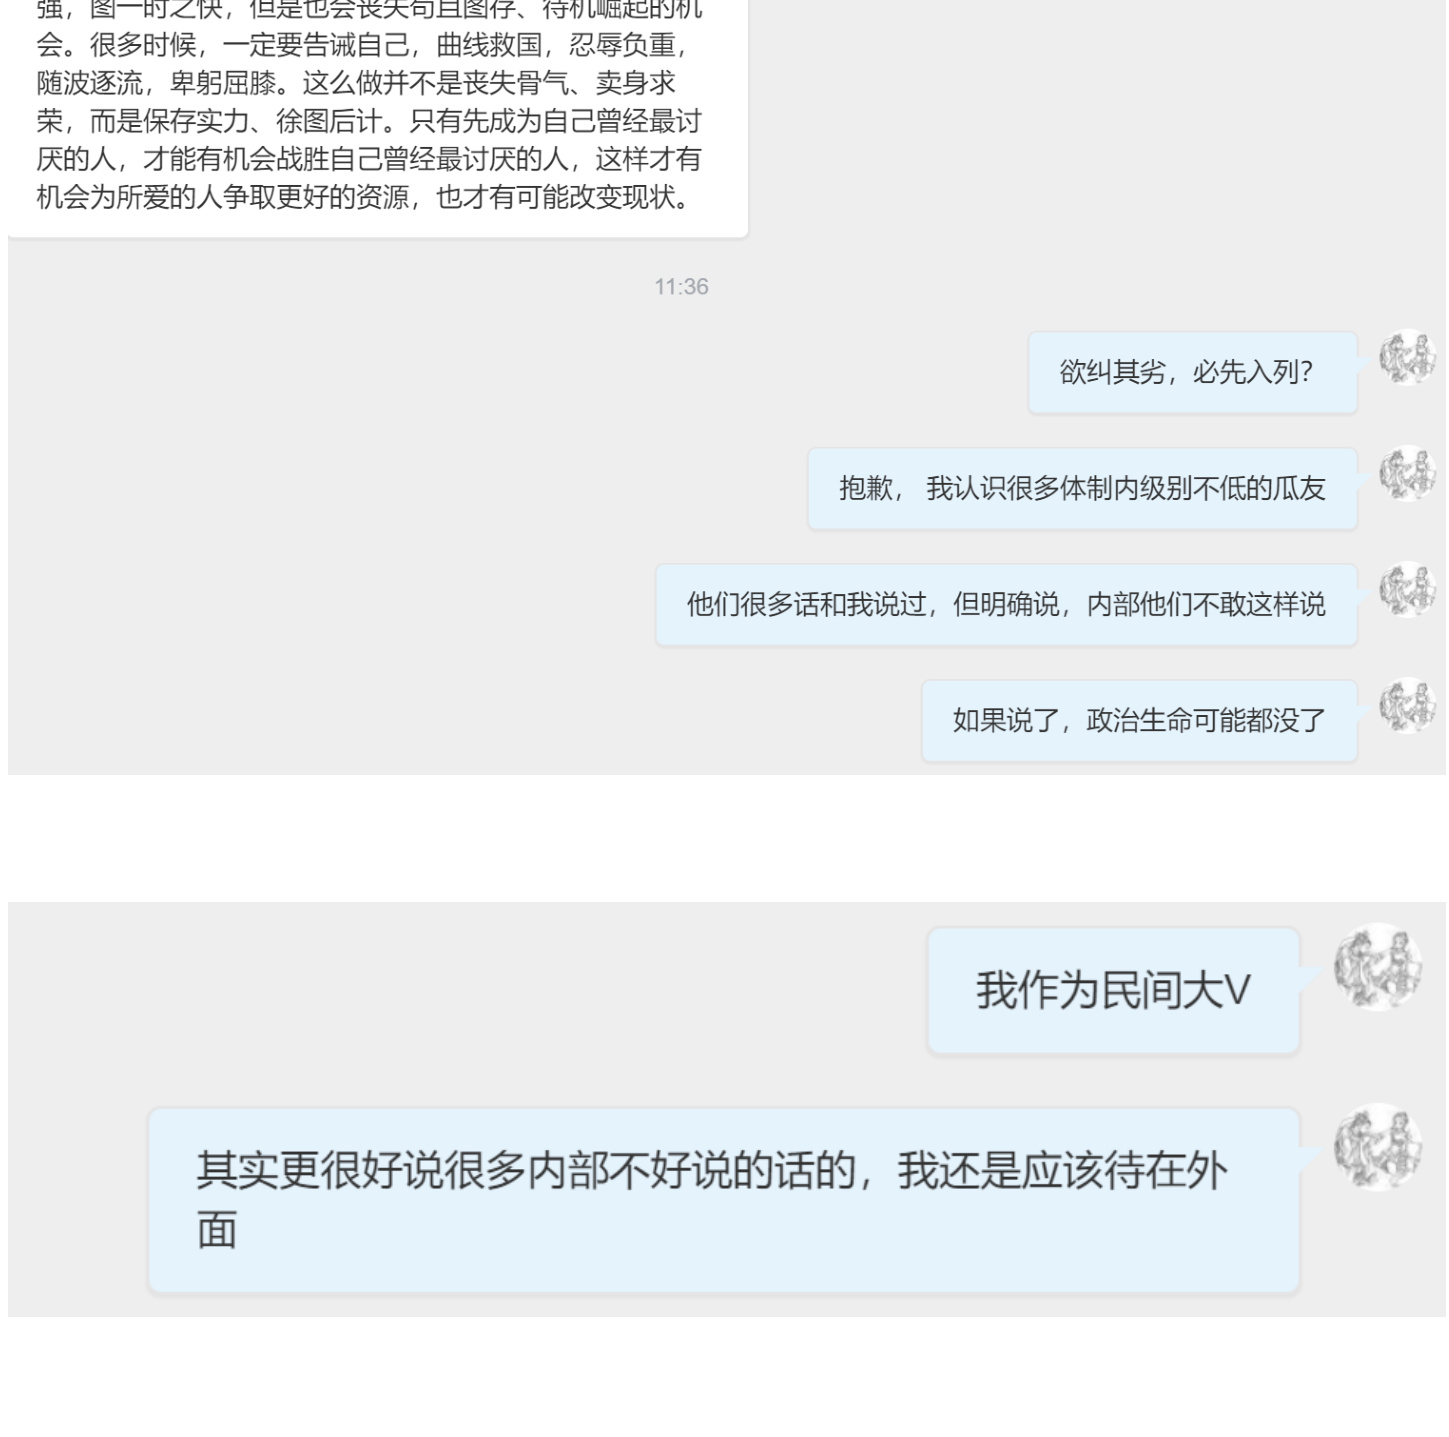 强，图一时之快，但是也会丧失苟且图存、待机崛起的机
会。很多时候，一定要告诫自己，曲线救国，忍辱负重，
随波逐流，卑躬屈膝。这么做并不是丧失骨气、卖身求
荣，而是保存实力、徐图后计。只有先成为自己曾经最讨
厌的人，才能有机会战胜自己曾经最讨厌的人，这样才有
机会为所爱的人争取更好的资源，也才有可能改变现状。
11:36
欲纠其劣，必先入列？
抱歉， 我认识很多体制内级别不低的瓜友
他们很多话和我说过，但明确说，内部他们不敢这样说
如果说了，政治生命可能都没了
我作为民间大V
其实更很好说很多内部不好说的话的，我还是应该待在外
面